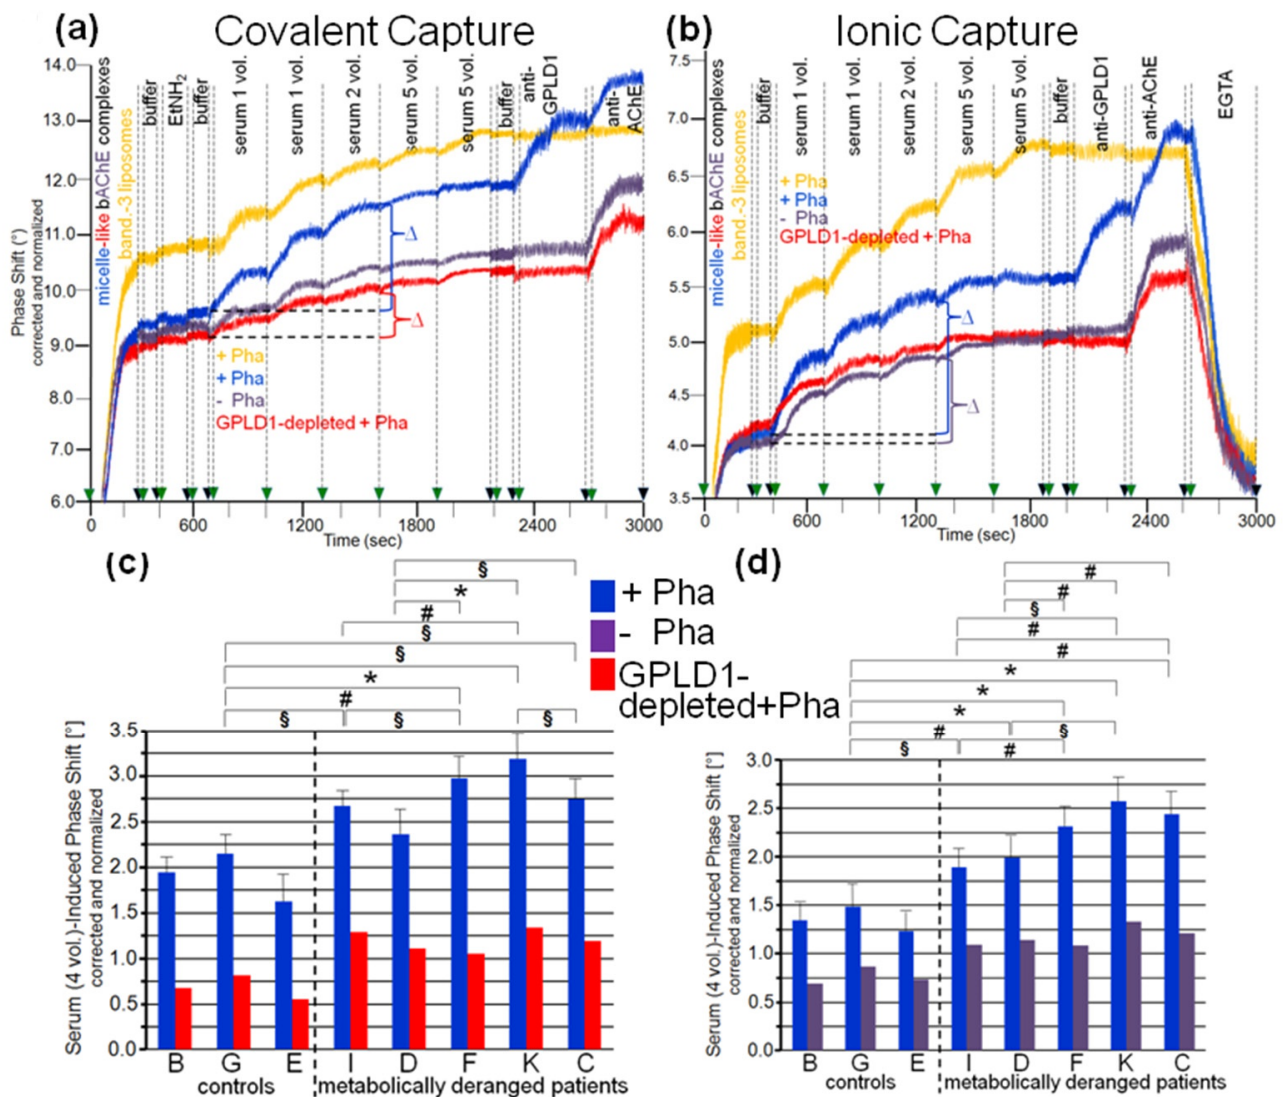 (a) Covalent Capture
14.0
13.0
12.0
11.0
10.0
9.0
8.0
7.0
6.0
Phase Shift [°]
corrected and normalized
micelle-like bAChE complexes
band.-3 liposomes
buffer
EtNH2
buffer
serum 1 vol.
serum 1 vol.
serum 2 vol.
serum 5 vol.
serum 5 vol.
buffer
anti-
GPLD1
anti-
AChE
Δ
Δ
+ Pha
+ Pha
- Pha
GPLD1-depleted + Pha
0 600 1200 1800 2400 3000
Time (sec)
(b) Ionic Capture
7.5
7.0
6.5
6.0
5.5
5.0
4.5
4.0
3.5
micelle-like bAChE complexes
band.-3 liposomes
buffer
serum 1 vol.
serum 1 vol.
serum 2 vol.
serum 5 vol.
serum 5 vol.
buffer
anti-GPLD1
anti-AChE
EGTA
+ Pha
+ Pha
- Pha
GPLD1-depleted + Pha
Δ
Δ
0 600 1200 1800 2400 3000
Time (sec)
(c)
§
*
#
§
§
*
#
§ § §
3.5
3.0
2.5
2.0
1.5
1.0
0.5
0.0
Serum (4 vol.)-Induced Phase Shift [°]
corrected and normalized
B G E I D F K C
controls metabolically deranged patients
+ Pha
- Pha
GPLD1-
depleted+Pha
(d)
#
#
§
#
#
*
*
*
# §
§ #
3.0
2.5
2.0
1.5
1.0
0.5
0.0
Serum (4 vol.)-Induced Phase Shift [°]
corrected and normalized
B G E I D F K C
controls metabolically deranged patients